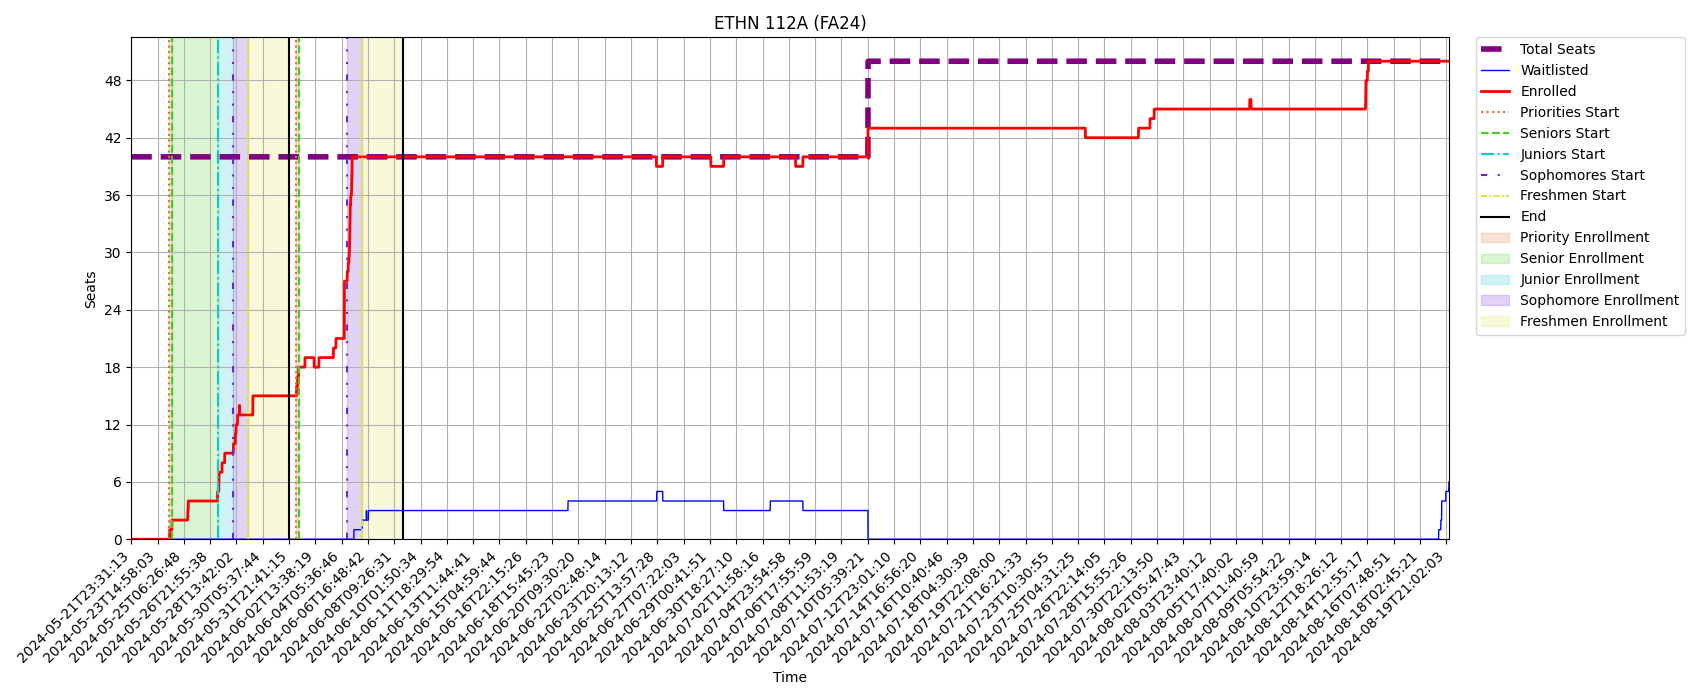 ETHN 112A (FA24)
Total Seats
Waitlisted
Enrolled
Priorities Start
Seniors Start
Juniors Start
Sophomores Start
Freshmen Start
End
Priority Enrollment
Senior Enrollment
Junior Enrollment
Sophomore Enrollment
Freshmen Enrollment
Seats
48
42
36
30
24
18
12
6
0
2024-05-21T23:31:13
2024-05-23T14:58:03
2024-05-25T06:26:48
2024-05-26T21:55:38
2024-05-28T13:42:02
2024-05-30T05:37:44
2024-05-31T21:41:15
2024-06-02T13:38:19
2024-06-04T05:36:46
2024-06-06T16:48:42
2024-06-08T09:26:31
2024-06-10T01:50:34
2024-06-11T18:29:54
2024-06-13T11:44:41
2024-06-15T04:59:44
2024-06-16T22:15:26
2024-06-18T15:45:23
2024-06-20T09:30:20
2024-06-22T02:48:14
2024-06-23T20:13:12
2024-06-25T13:57:28
2024-06-27T07:22:03
2024-06-29T00:41:51
2024-06-30T18:27:10
2024-07-02T11:58:16
2024-07-04T23:54:58
2024-07-06T17:55:59
2024-07-08T11:53:19
2024-07-10T05:39:21
2024-07-12T23:01:10
2024-07-14T16:56:20
2024-07-16T10:40:46
2024-07-18T04:30:39
2024-07-19T22:08:00
2024-07-21T16:21:33
2024-07-23T10:30:55
2024-07-25T04:31:25
2024-07-26T22:14:05
2024-07-28T15:55:26
2024-07-30T22:13:50
2024-08-02T05:47:43
2024-08-03T23:40:12
2024-08-05T17:40:02
2024-08-07T11:40:59
2024-08-09T05:54:22
2024-08-10T23:59:14
2024-08-12T18:26:12
2024-08-14T12:55:17
2024-08-16T07:48:51
2024-08-18T02:45:21
2024-08-19T21:02:03
Time